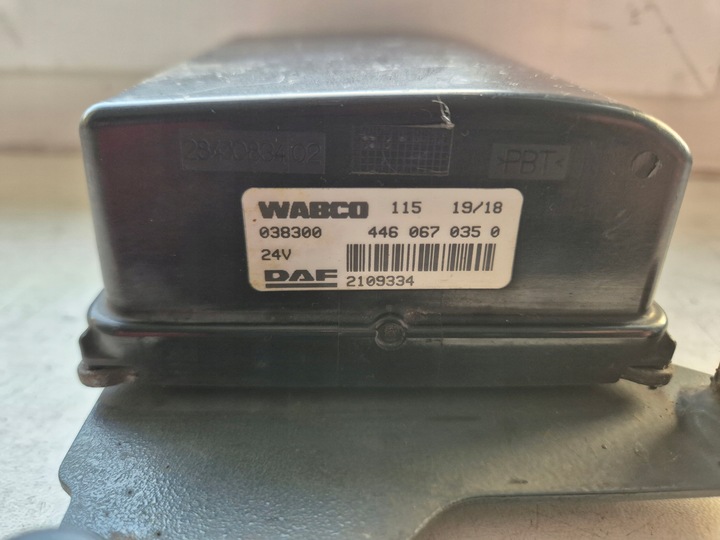 >PBT<
WABCO 115 19/18
038300 446 067 035 0
24V
DAF 2109334